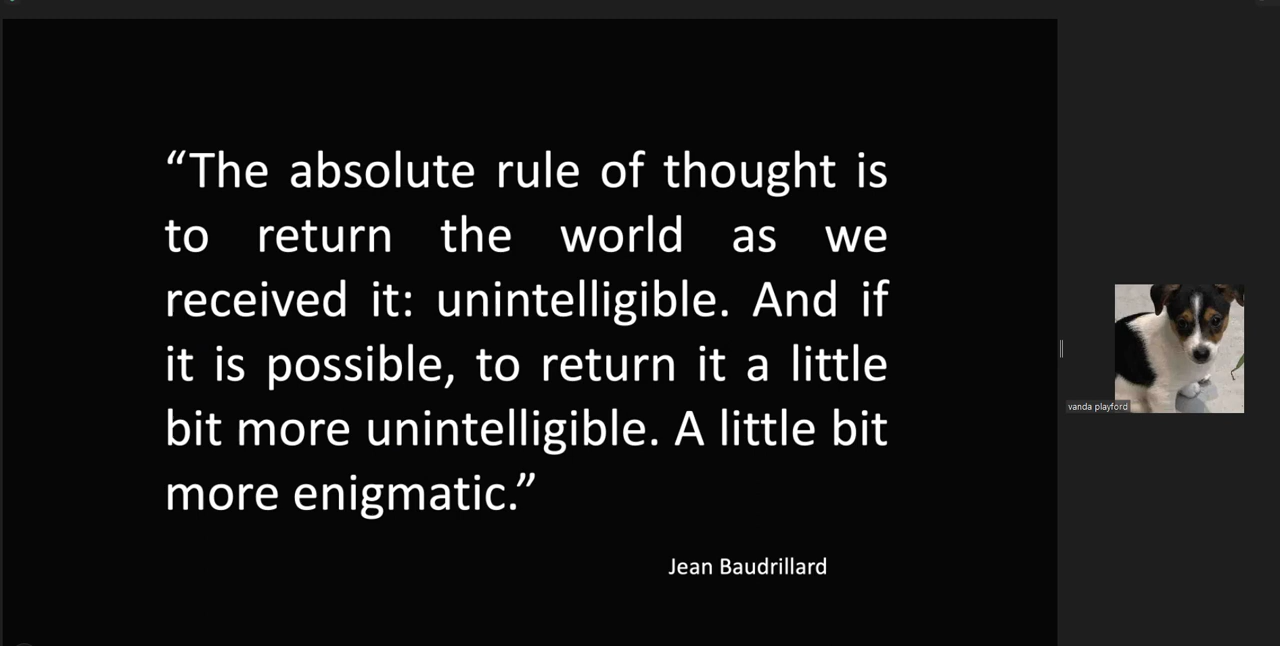 “The absolute rule of thought is
to return the world as we
received it: unintelligible. And if
it is possible, to return it a little
bit more unintelligible. A little bit
more enigmatic.”
Jean Baudrillard
vanda playford